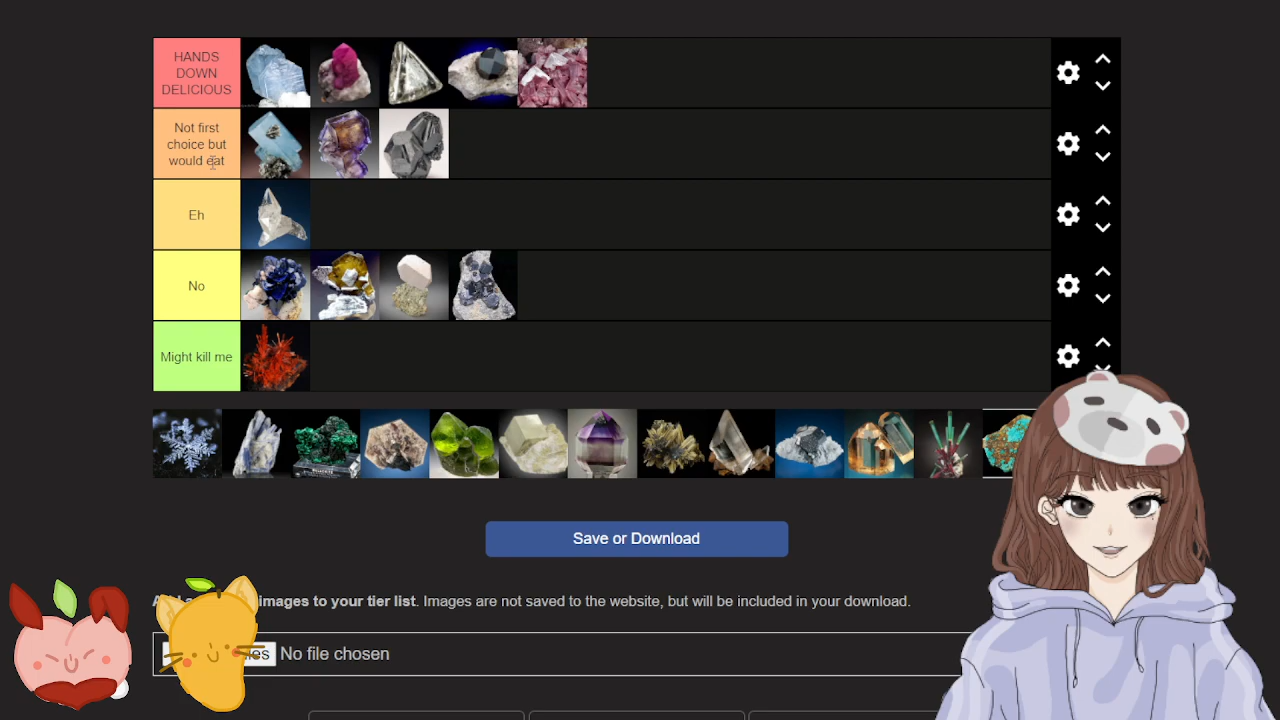 HANDS
DOWN
DELICIOUS
Not first
choice but
would eat
Eh
No
Might kill me
Save or Download
images to your tier list. Images are not saved to the website, but will be included in your download.
No file chosen